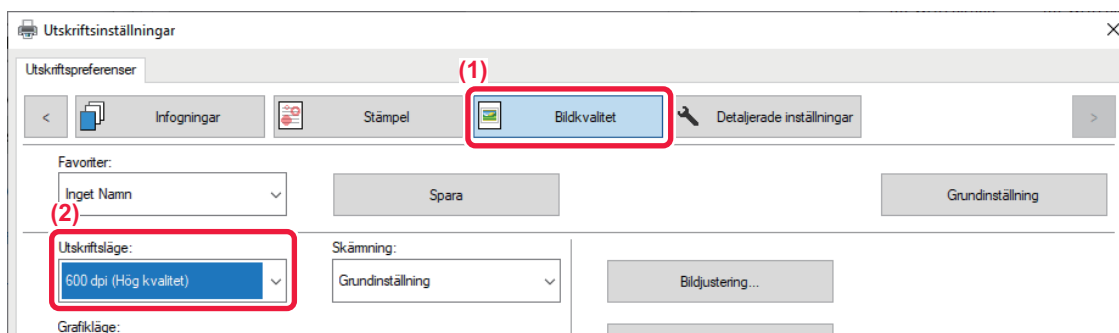 Utskriftsinställningar
Utskriftspreferenser
(1)
< Infogningar Stämpel Bildkvalitet Detaljerade inställningar >
Favoriter:
Inget Namn Spara Grundinställning
(2)
Utskriftsläge: Skärmning:
600 dpi (Hög kvalitet) Grundinställning Bildjustering...
Grafikläge: